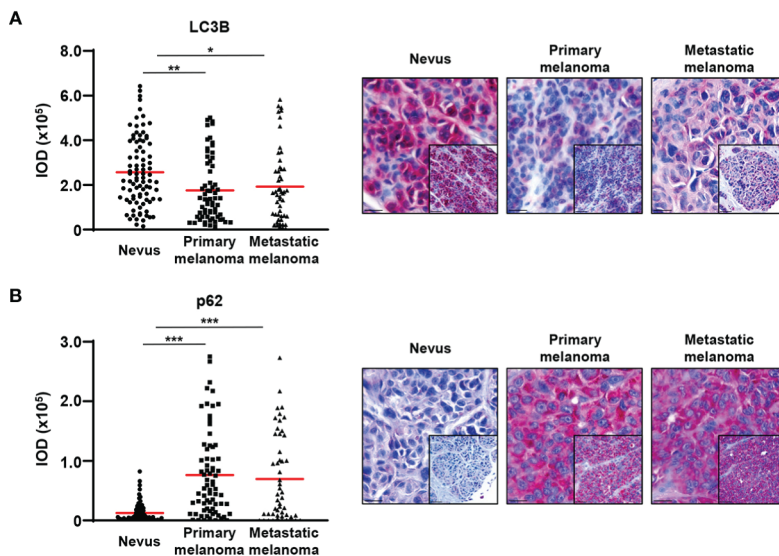 A
LC3B
8.0
6.0
4.0
2.0
0
IOD (x10⁵)
*
**
Nevus
Primary
melanoma
Metastatic
melanoma
Nevus
Primary
melanoma
Metastatic
melanoma
B
p62
3.0
2.0
1.0
0
IOD (x10⁵)
***
***
Nevus
Primary
melanoma
Metastatic
melanoma
Nevus
Primary
melanoma
Metastatic
melanoma